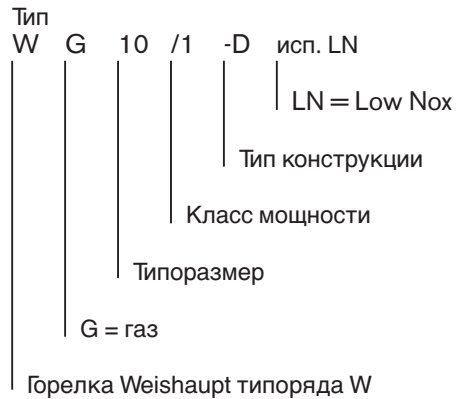 Тип
W G 10 /1 -D исп. LN
LN = Low Nox
Тип конструкции
Класс мощности
Типоразмер
G = газ
Горелка Weishaupt типоряда W